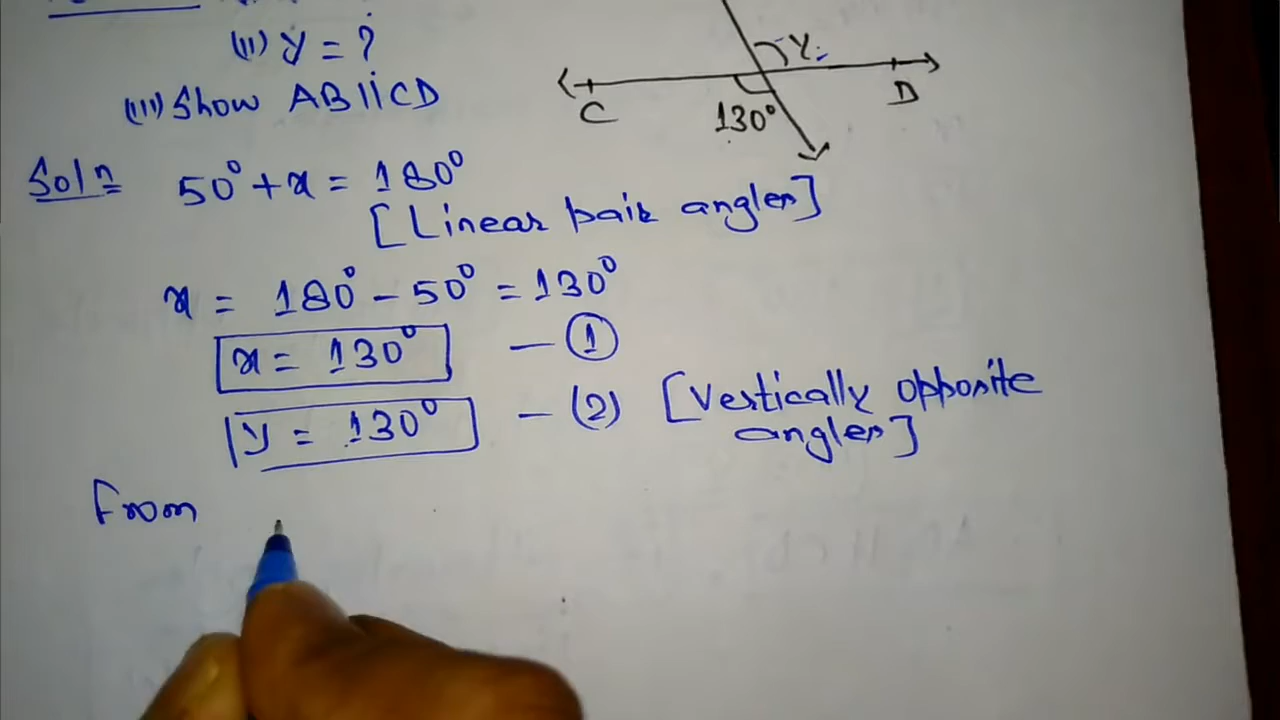 (ii) y = ?
(iii) Show AB||CD
y
C
D
130°
Soln 50° + x = 180°
[Linear pair angles]
x = 180° - 50° = 130°
x = 130° - ①
y = 130° - (2) [Vertically opposite
angles]
From